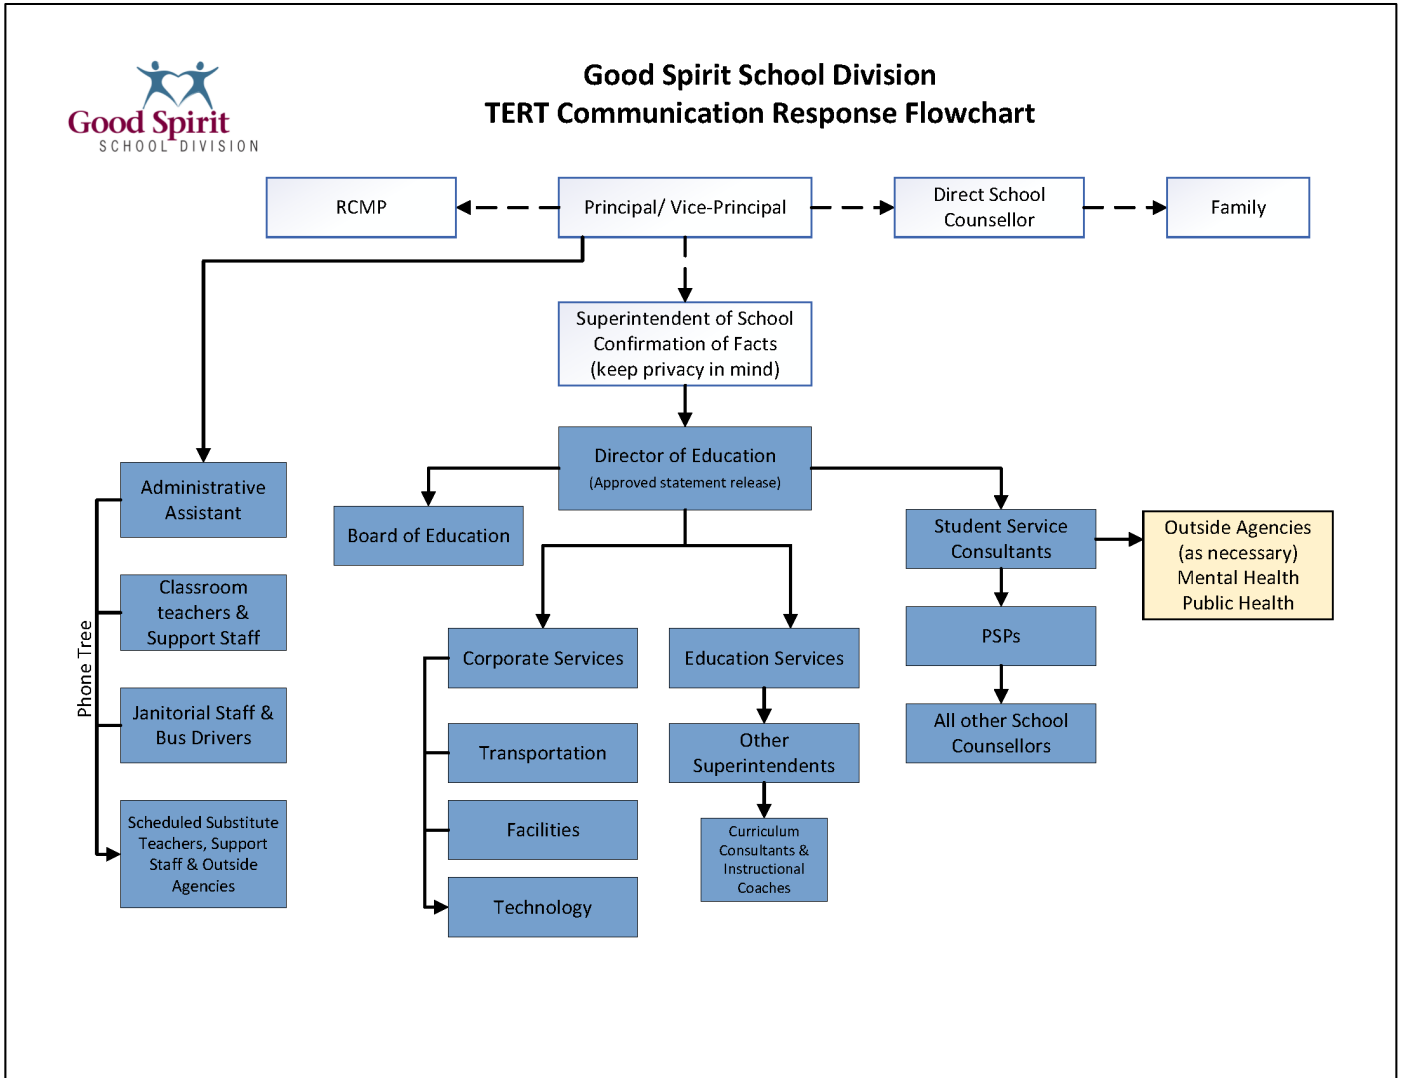 Good Spirit School Division
TERT Communication Response Flowchart
Good Spirit
SCHOOL DIVISION
RCMP
Principal/ Vice-Principal
Direct School
Counsellor
Family
Superintendent of School
Confirmation of Facts
(keep privacy in mind)
Director of Education
(Approved statement release)
Administrative
Assistant
Board of Education
Student Service
Consultants
Outside Agencies
(as necessary)
Mental Health
Public Health
Classroom
teachers &
Support Staff
Phone Tree
PSPs
Corporate Services
Education Services
Janitorial Staff &
Bus Drivers
Transportation
Other
Superintendents
All other School
Counsellors
Scheduled Substitute
Teachers, Support
Staff & Outside
Agencies
Facilities
Curriculum
Consultants &
Instructional
Coaches
Technology